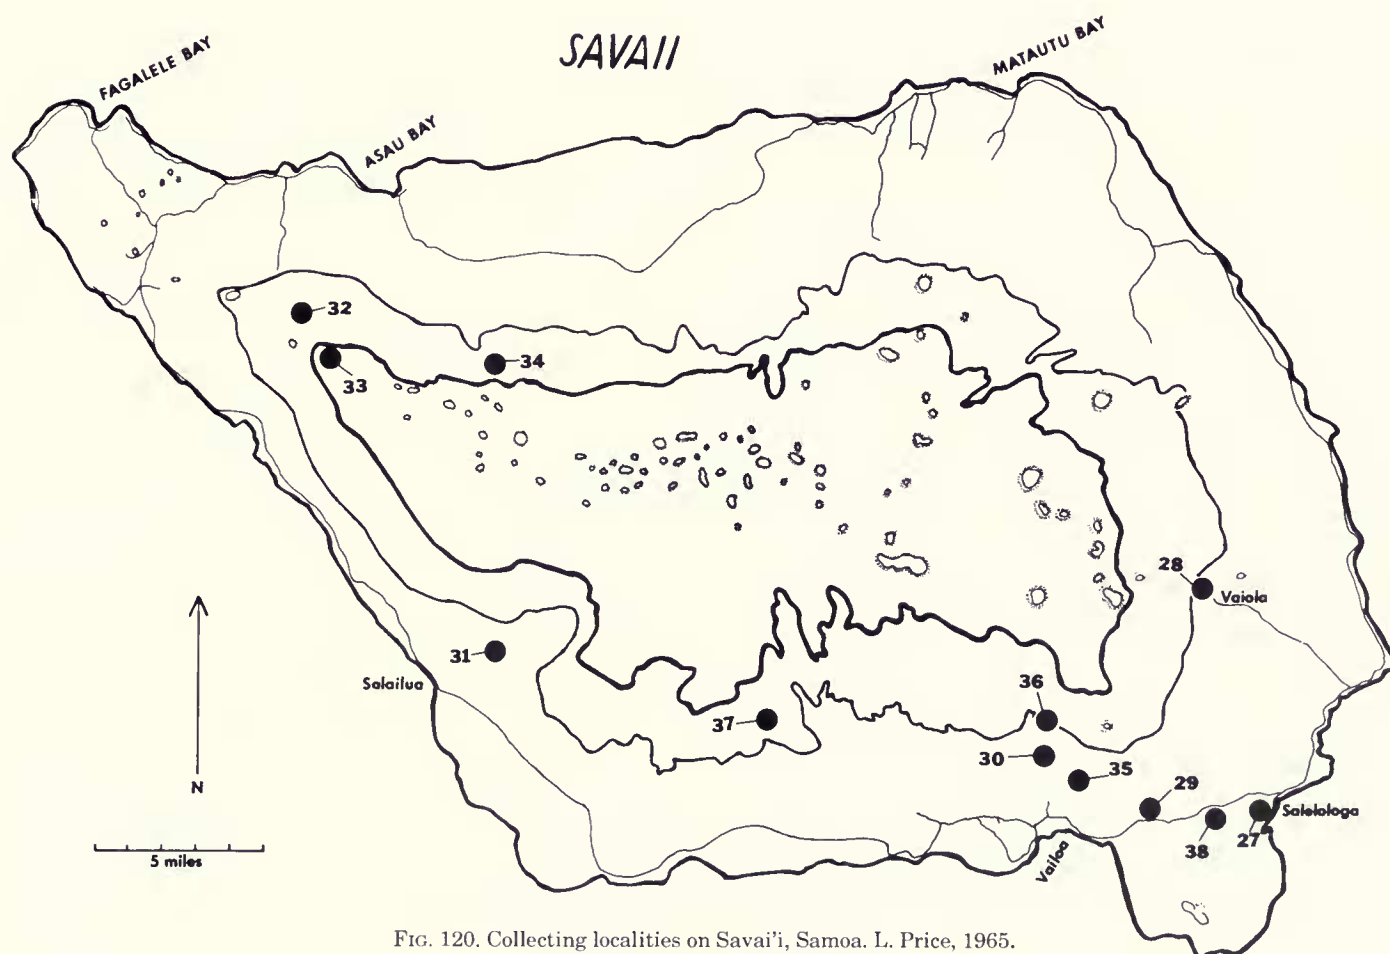 SAVAII
FAGALELE BAY
ASAU BAY
MATAUTU BAY
32
33
34
28
Vaiola
31
Salailua
37
36
30
35
29
38
27
Salelologa
Vailoa
N
5 miles
FIG. 120. Collecting localities on Savai'i, Samoa. L. Price, 1965.